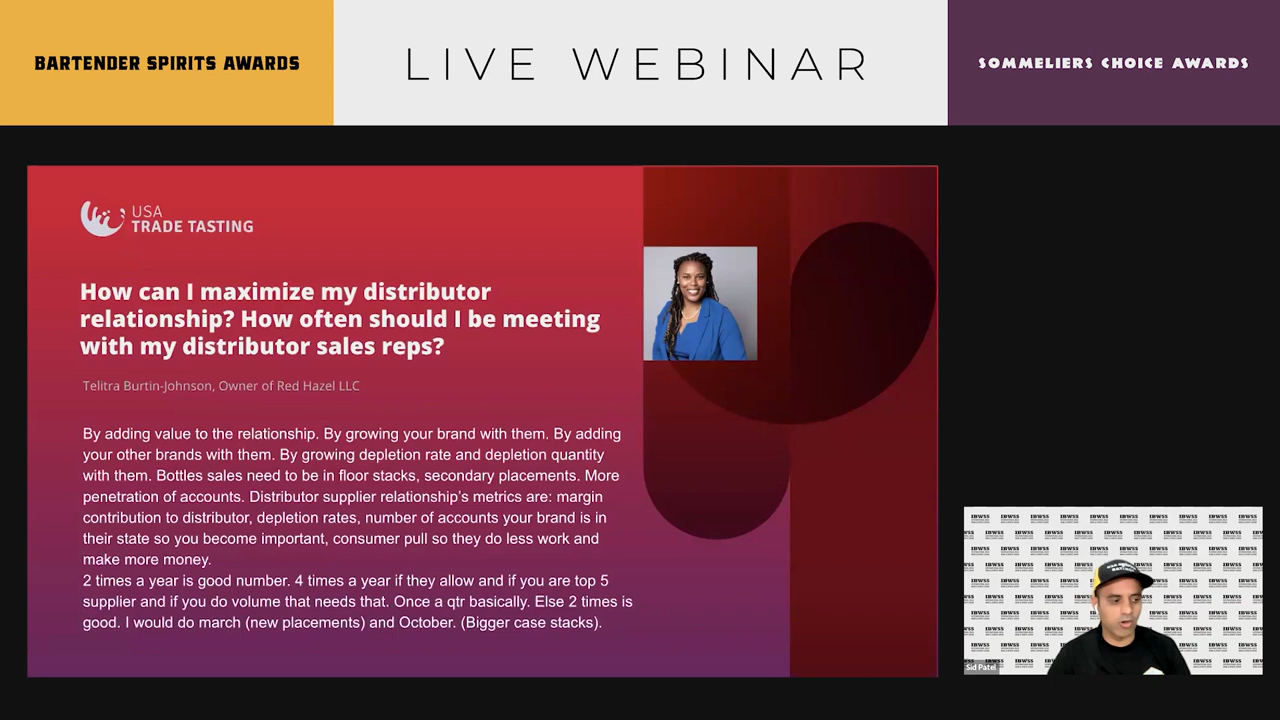 BARTENDER SPIRITS AWARDS
LIVE WEBINAR
SOMMELIERS CHOICE AWARDS
USA
TRADE TASTING
How can I maximize my distributor
relationship? How often should I be meeting
with my distributor sales reps?
Telitra Burtin-Johnson, Owner of Red Hazel LLC
By adding value to the relationship. By growing your brand with them. By adding
your other brands with them. By growing depletion rate and depletion quantity
with them. Bottles sales need to be in floor stacks, secondary placements. More
penetration of accounts. Distributor supplier relationship's metrics are: margin
contribution to distributor, depletion rates, number of accounts your brand is in
their state so you become important, consumer pull so they do less work and
make more money.
2 times a year is good number. 4 times a year if they allow and if you are top 5
supplier and if you do volume that needs that. Once a qtr basically. Else 2 times is
good. I would do march (new placements) and October. (Bigger case stacks).
IBWSS
Sid Patel